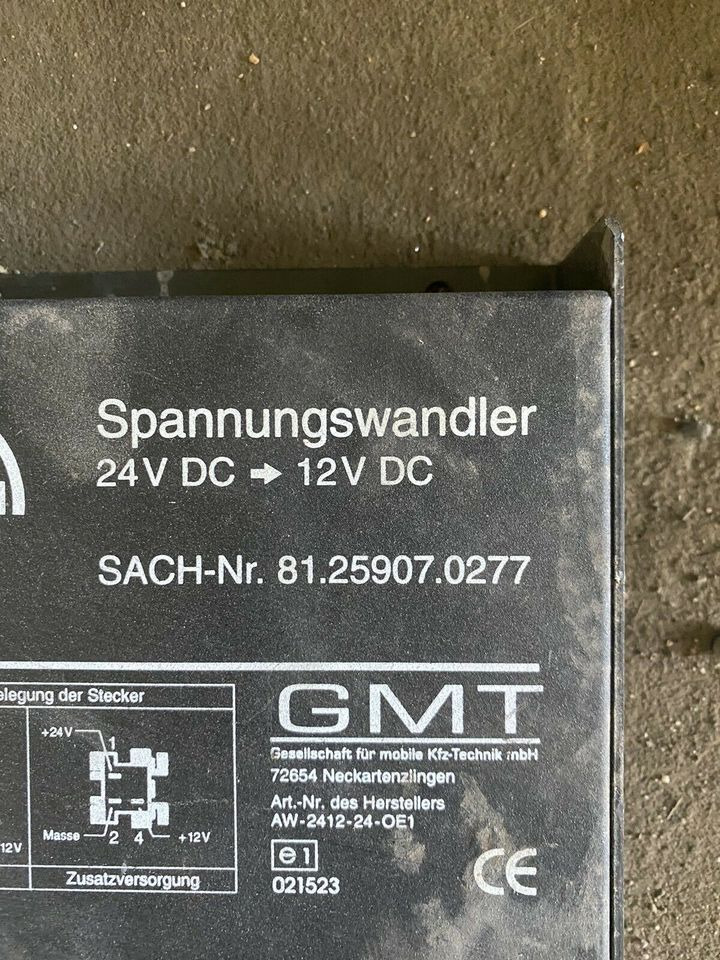 Spannungswandler
24V DC → 12V DC
SACH-Nr. 81.25907.0277
elegung der Stecker
+24V
1
Masse
2 4
+12V
12V
Zusatzversorgung
GMT
Gesellschaft für mobile Kfz-Technik mbH
72654 Neckartenzlingen
Art.-Nr. des Herstellers
AW-2412-24-OE1
e 1
021523
CE